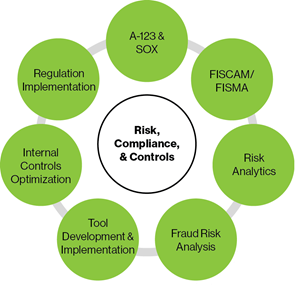 A-123 &
SOX
FISCAM/
FISMA
Risk
Analytics
Fraud Risk
Analysis
Tool
Development &
Implementation
Internal
Controls
Optimization
Regulation
Implementation
Risk,
Compliance,
& Controls